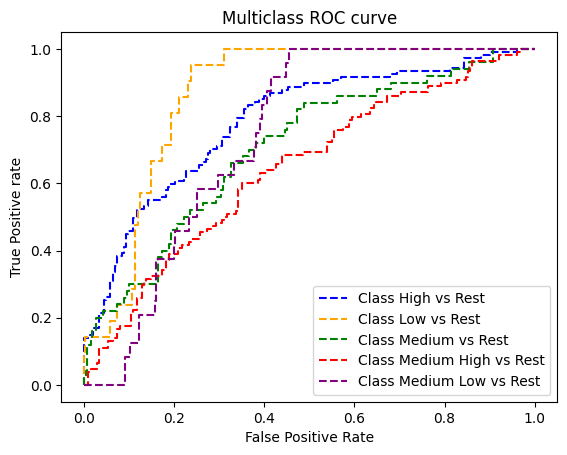 Multiclass ROC curve
True Positive rate
1.0
0.8
0.6
0.4
0.2
0.0
Class High vs Rest
Class Low vs Rest
Class Medium vs Rest
Class Medium High vs Rest
Class Medium Low vs Rest
0.0 0.2 0.4 0.6 0.8 1.0
False Positive Rate